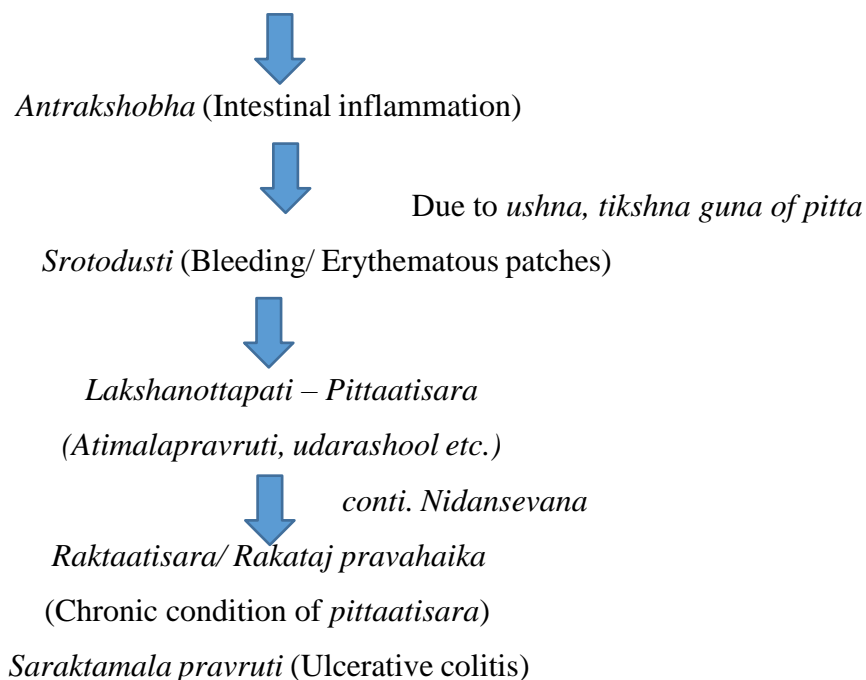 Antrakshobha (Intestinal inflammation)
Due to ushna, tikshna guna of pitta
Srotodusti (Bleeding/ Erythematous patches)
Lakshanottapati – Pittaatisara
(Atimalapravruti, udarashool etc.)
conti. Nidansevana
Raktaatisara/ Rakataj pravahaika
(Chronic condition of pittaatisara)
Saraktamala pravruti (Ulcerative colitis)